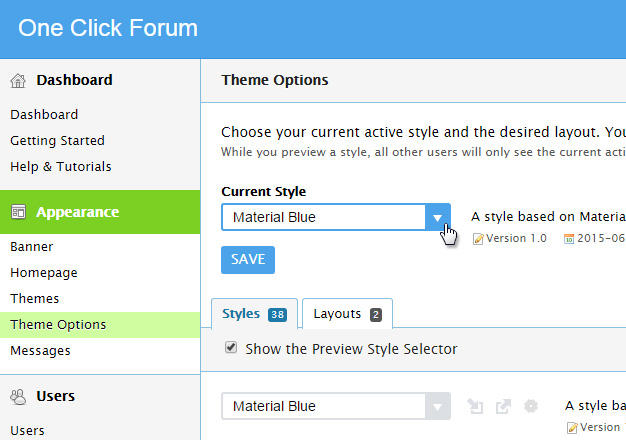 One Click Forum
Dashboard
Dashboard
Getting Started
Help & Tutorials
Appearance
Banner
Homepage
Themes
Theme Options
Messages
Users
Users
Theme Options
Choose your current active style and the desired layout. You
While you preview a style, all other users will only see the current acti
Current Style
Material Blue
A style based on Materia
Version 1.0 2015-06
SAVE
Styles 38 Layouts 2
Show the Preview Style Selector
Material Blue
A style ba
Version